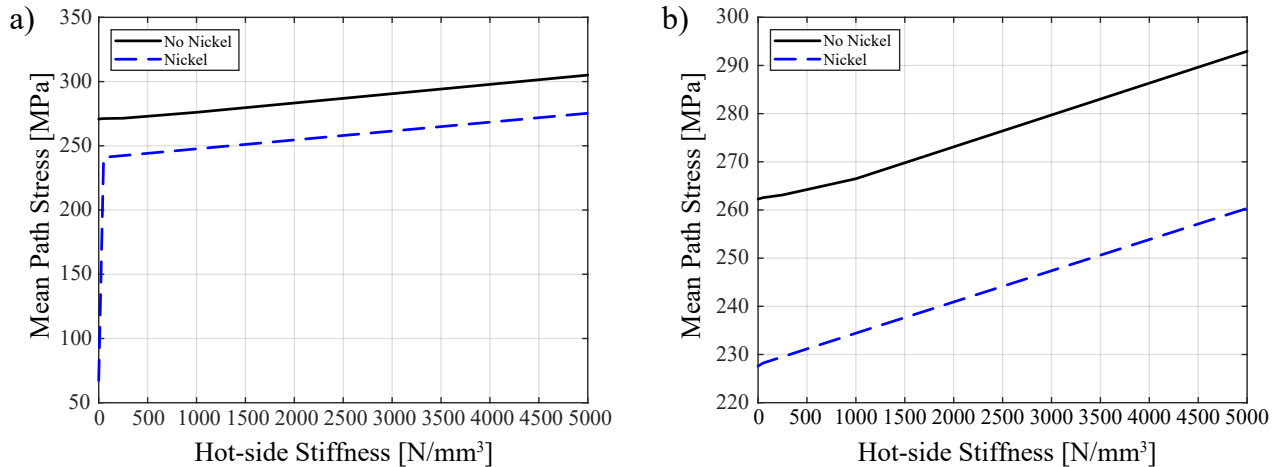 a)
Mean Path Stress [MPa]
350
300
250
200
150
100
50
No Nickel
Nickel
0 500 1000 1500 2000 2500 3000 3500 4000 4500 5000
Hot-side Stiffness [N/mm³]
b)
Mean Path Stress [MPa]
300
290
280
270
260
250
240
230
220
No Nickel
Nickel
0 500 1000 1500 2000 2500 3000 3500 4000 4500 5000
Hot-side Stiffness [N/mm³]